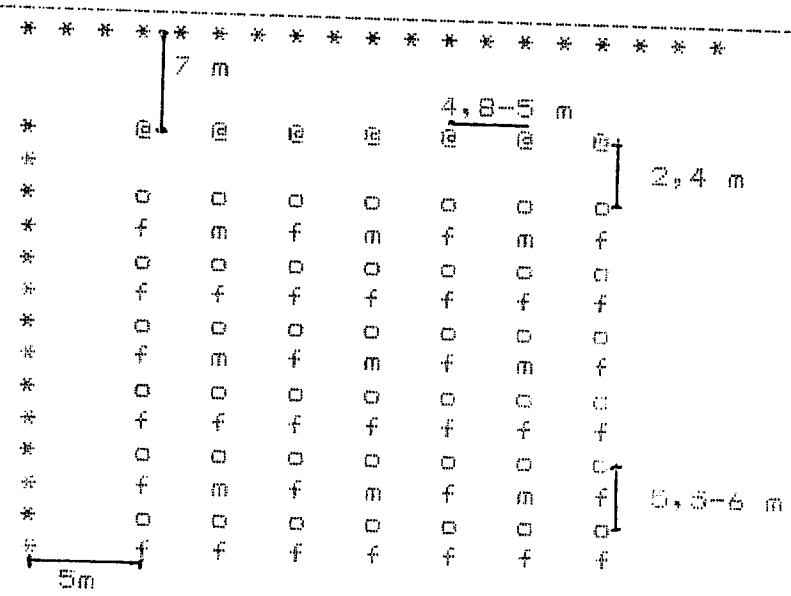 * * * * * * * * * * * * * * * * * * *
7 m
4,8-5 m
* @ @ @ @ @ @ @
*
2,4 m
* o o o o o o o
* f m f m f m f
* o o o o o o o
* f f f f f f f
* o o o o o o o
* f m f m f m f
* o o o o o o o
* f f f f f f f
* o o o o o o o
* f m f m f m f 5,5-6 m
* o o o o o o o
* f f f f f f f
5m